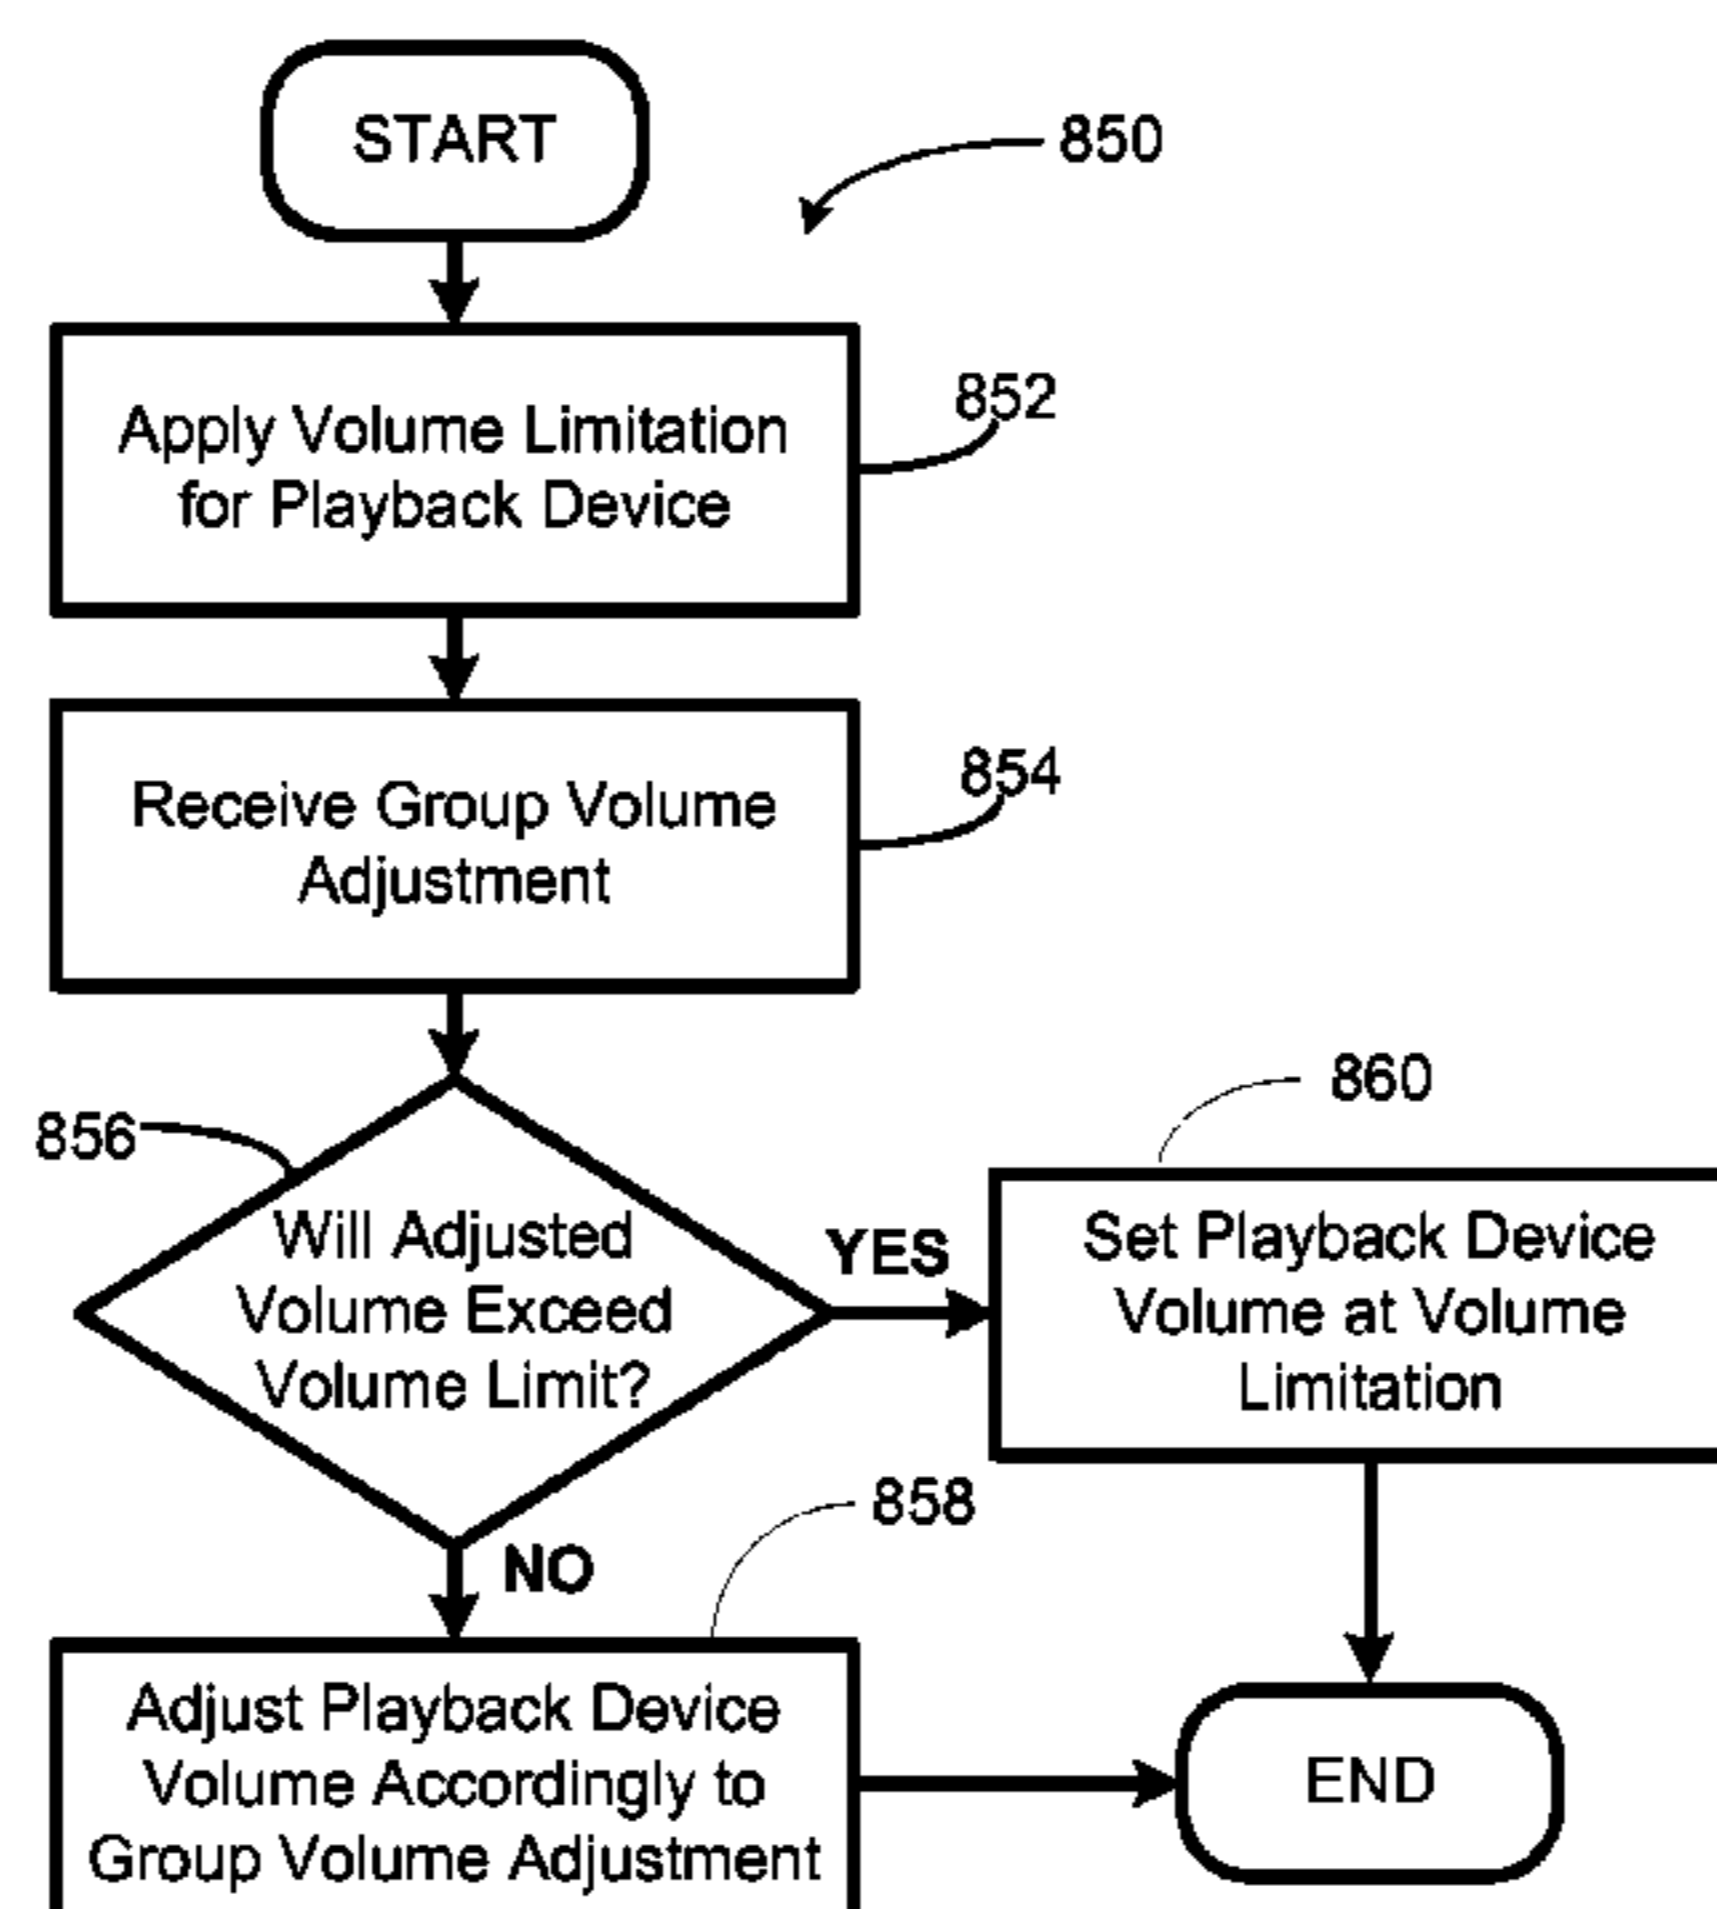 START
850
Apply Volume Limitation
for Playback Device
852
Receive Group Volume
Adjustment
854
856
Will Adjusted
Volume Exceed
Volume Limit?
YES
860
Set Playback Device
Volume at Volume
Limitation
NO
858
Adjust Playback Device
Volume Accordingly to
Group Volume Adjustment
END